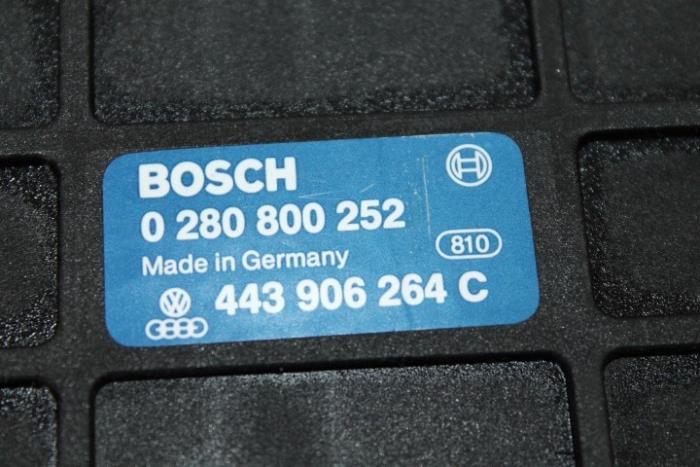 BOSCH
0 280 800 252
810
Made in Germany
443 906 264 C